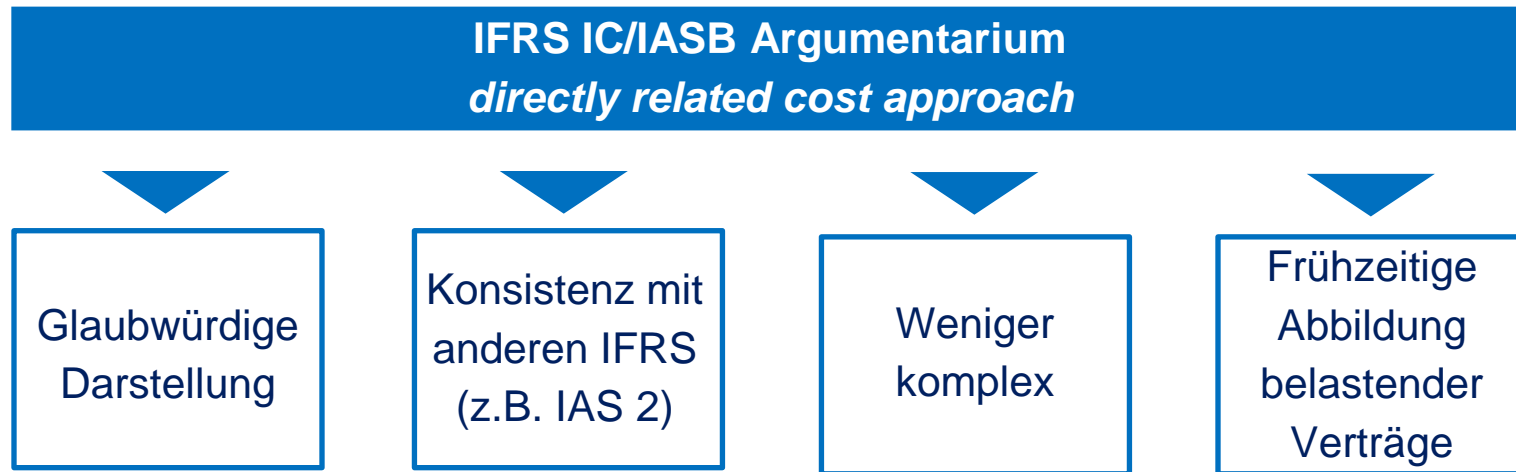 IFRS IC/IASB Argumentarium
directly related cost approach
Glaubwürdige
Darstellung
Konsistenz mit
anderen IFRS
(z.B. IAS 2)
Weniger
komplex
Frühzeitige
Abbildung
belastender
Verträge